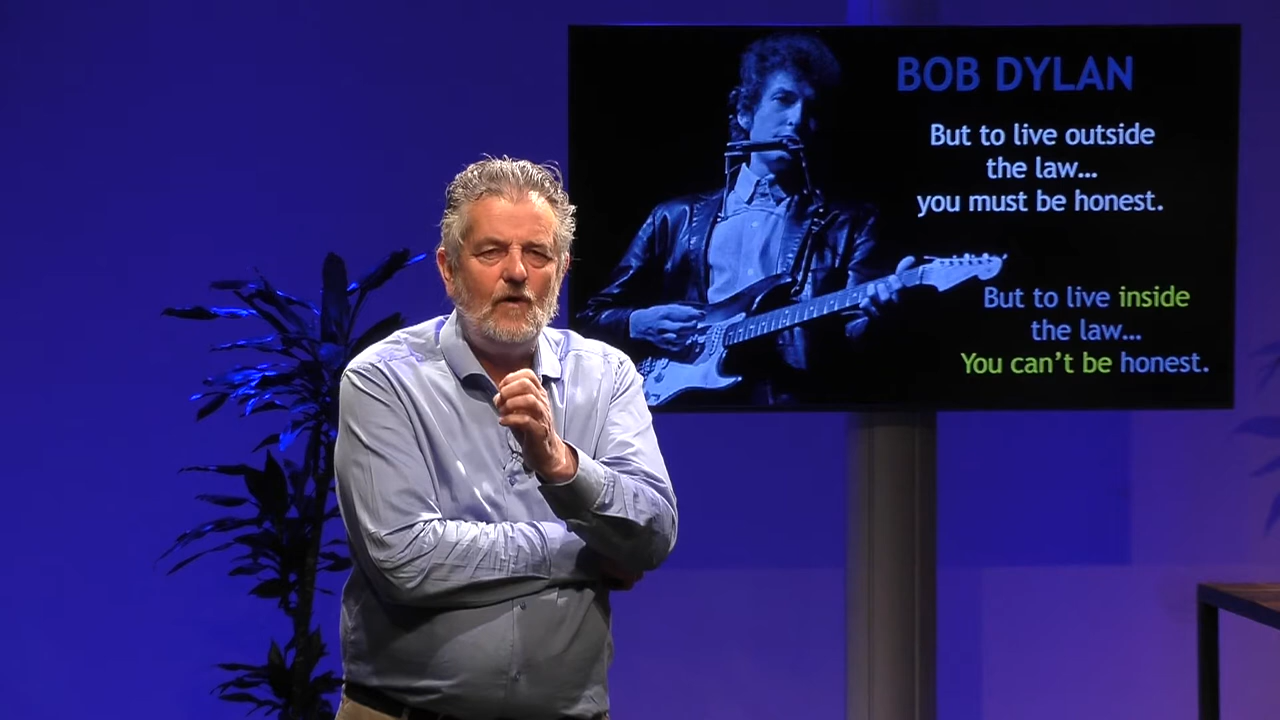 BOB DYLAN
But to live outside
the law...
you must be honest.
But to live inside
the law...
You can't be honest.